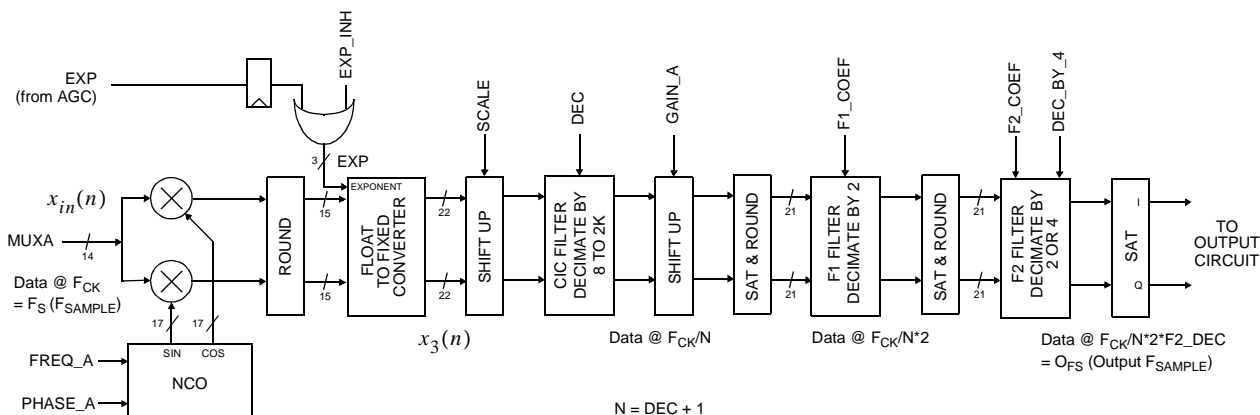 EXP
(from AGC)
EXP_INH
3
EXP
SCALE
DEC
GAIN_A
F1_COEF
F2_COEF
DEC_BY_4
x_in(n)
MUXA
14
Data @ F_CK
= F_S (F_SAMPLE)
ROUND
15
15
EXPONENT
FLOAT
TO FIXED
CONVERTER
22
22
SHIFT UP
CIC FILTER
DECIMATE BY
8 TO 2K
SHIFT UP
SAT & ROUND
21
21
F1 FILTER
DECIMATE BY 2
SAT & ROUND
21
21
F2 FILTER
DECIMATE BY
2 OR 4
SAT
I
Q
TO
OUTPUT
CIRCUIT
17
17
SIN
COS
NCO
FREQ_A
PHASE_A
x_3(n)
Data @ F_CK/N
Data @ F_CK/N*2
Data @ F_CK/N*2*F2_DEC
= O_FS (Output F_SAMPLE)
N = DEC + 1